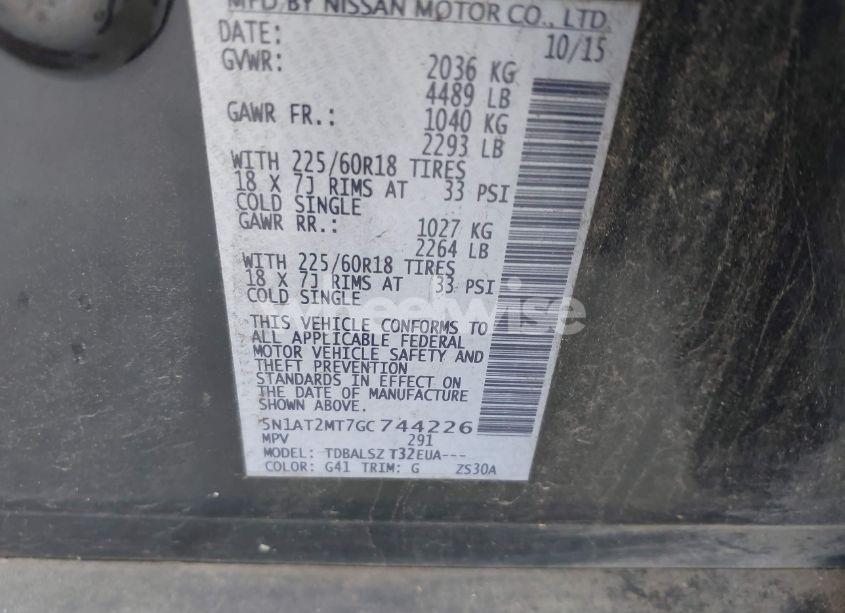 MFD BY NISSAN MOTOR CO., LTD.
DATE: 10/15
GVWR: 2036 KG
4489 LB
GAWR FR.: 1040 KG
2293 LB
WITH 225/60R18 TIRES
18 X 7J RIMS AT 33 PSI
COLD SINGLE
GAWR RR.: 1027 KG
2264 LB
WITH 225/60R18 TIRES
18 X 7J RIMS AT 33 PSI
COLD SINGLE
wheelwise
THIS VEHICLE CONFORMS TO
ALL APPLICABLE FEDERAL
MOTOR VEHICLE SAFETY AND
THEFT PREVENTION
STANDARDS IN EFFECT ON
THE DATE OF MANUFACTURE
SHOWN ABOVE.
5N1AT2MT7GC744226
MPV 291
MODEL: TDBALSZ T32EUA---
COLOR: G41 TRIM: G ZS30A